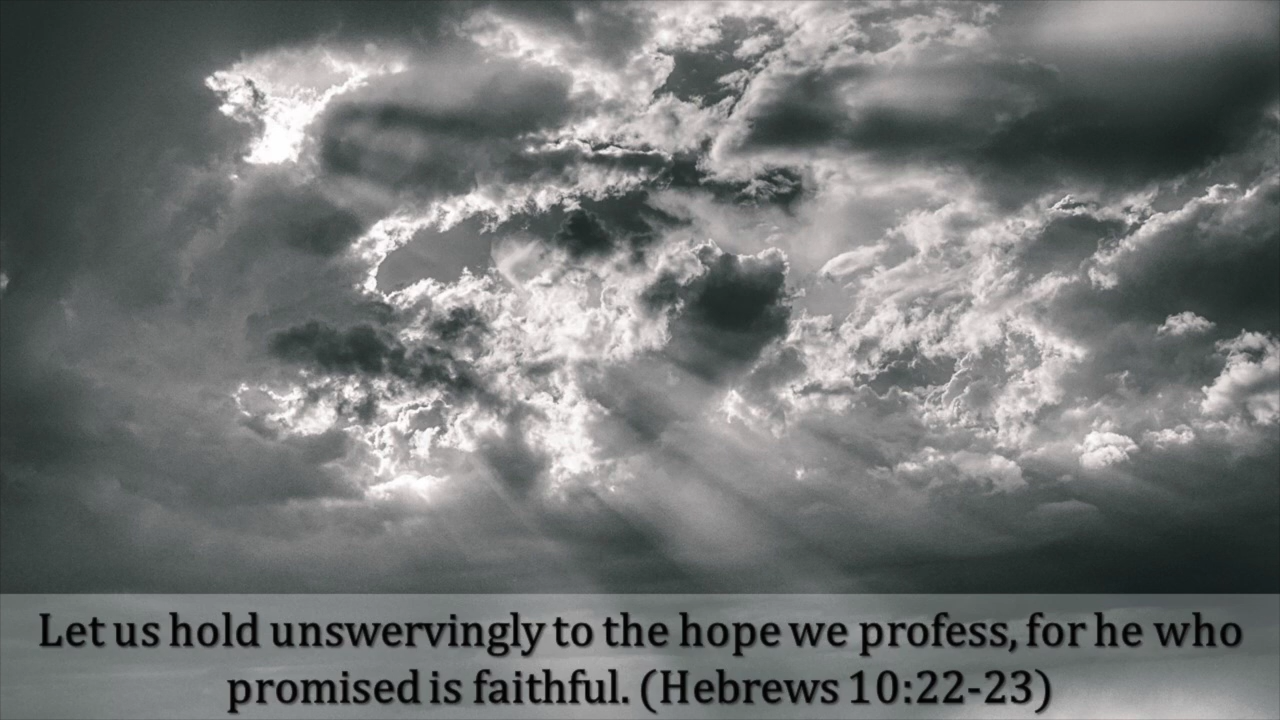 Let us hold unswervingly to the hope we profess, for he who
promised is faithful. (Hebrews 10:22-23)